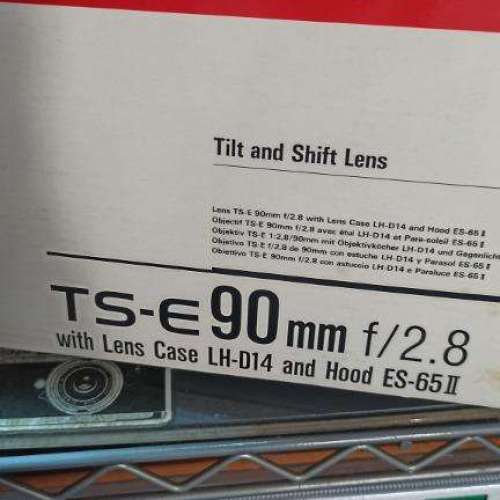 Tilt and Shift Lens
Lens TS-E 90mm f/2.8 with Lens Case LH-D14 and Hood ES-65 II
Objectif TS-E 90mm f/2.8 avec étui LH-D14 et Pare-soleil ES-65 II
Objektiv TS-E 1:2.8/90mm mit Objektivköcher LH-D14 und Gegenlichte
Objetivo TS-E f/2.8 de 90mm con estuche LH-D14 y Parasol ES-65 II
Obiettivo TS-E 90mm f/2.8 con astuccio LH-D14 e Paraluce ES-65 II
TS-E 90mm f/2.8
with Lens Case LH-D14 and Hood ES-65 II